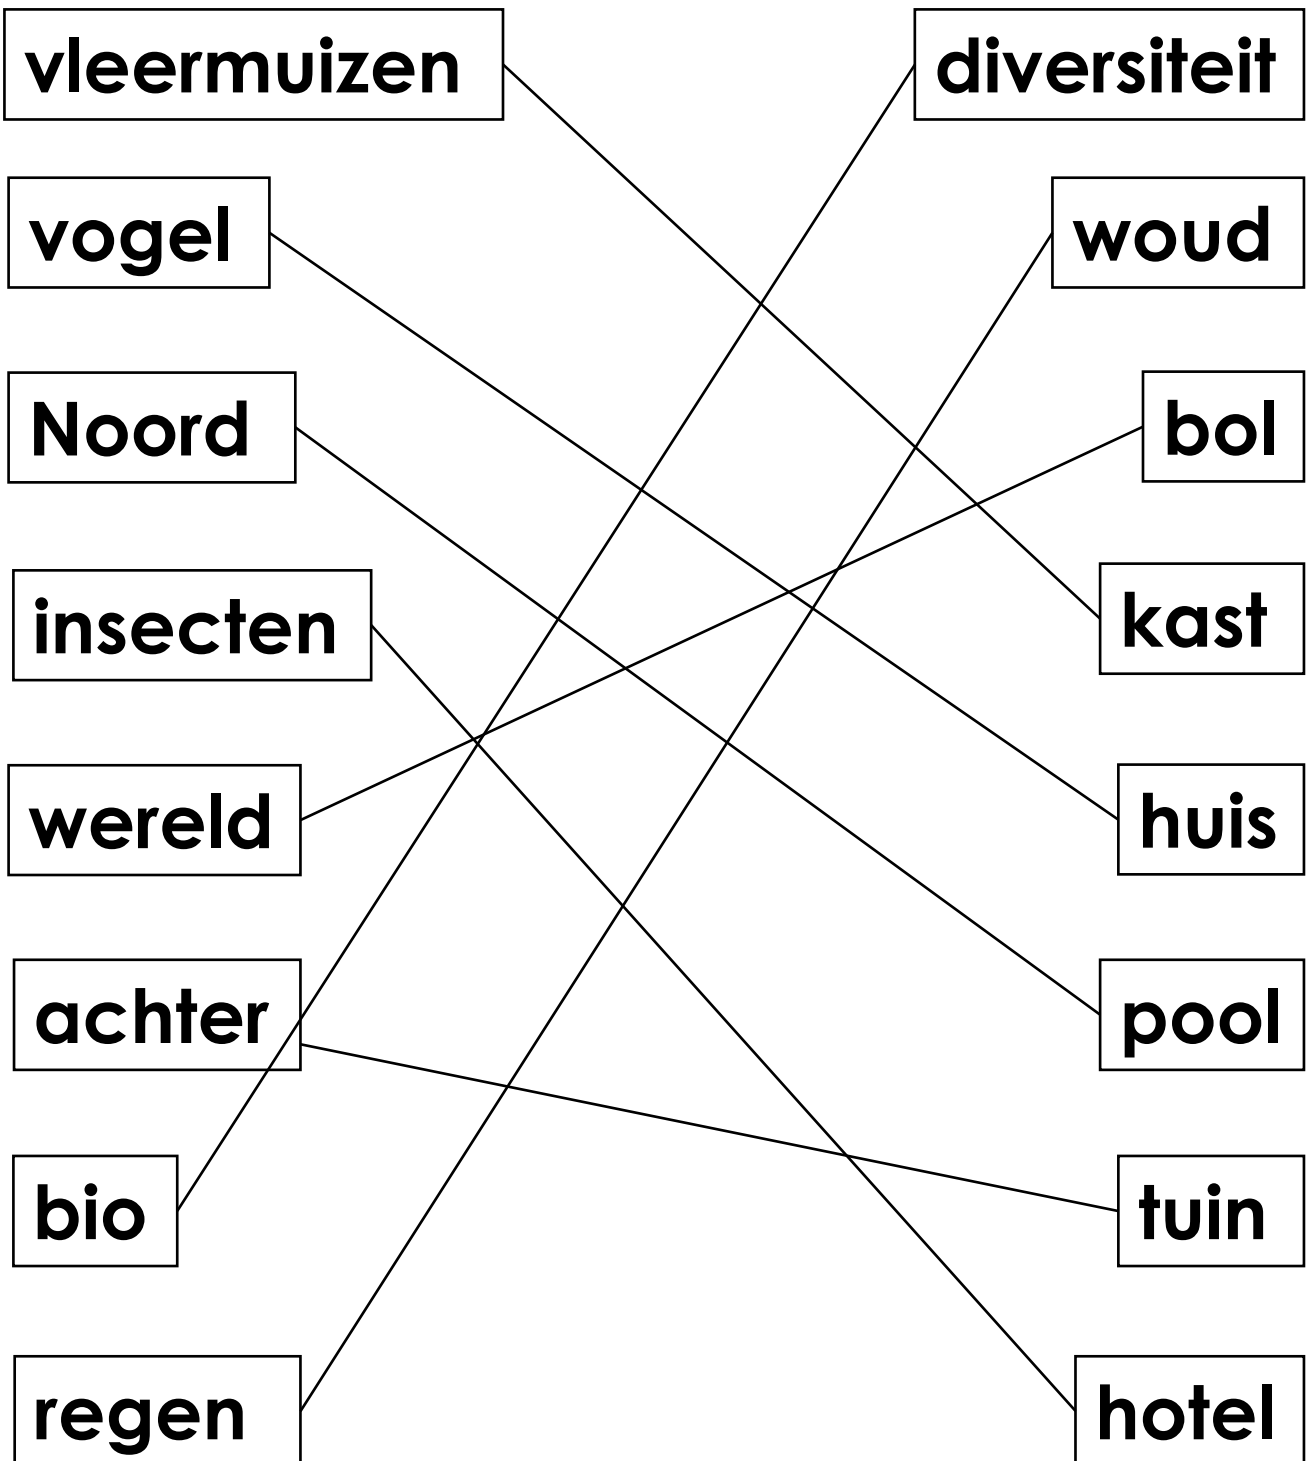 vleermuizen diversiteit
vogel woud
Noord bol
insecten kast
wereld huis
achter pool
bio tuin
regen hotel